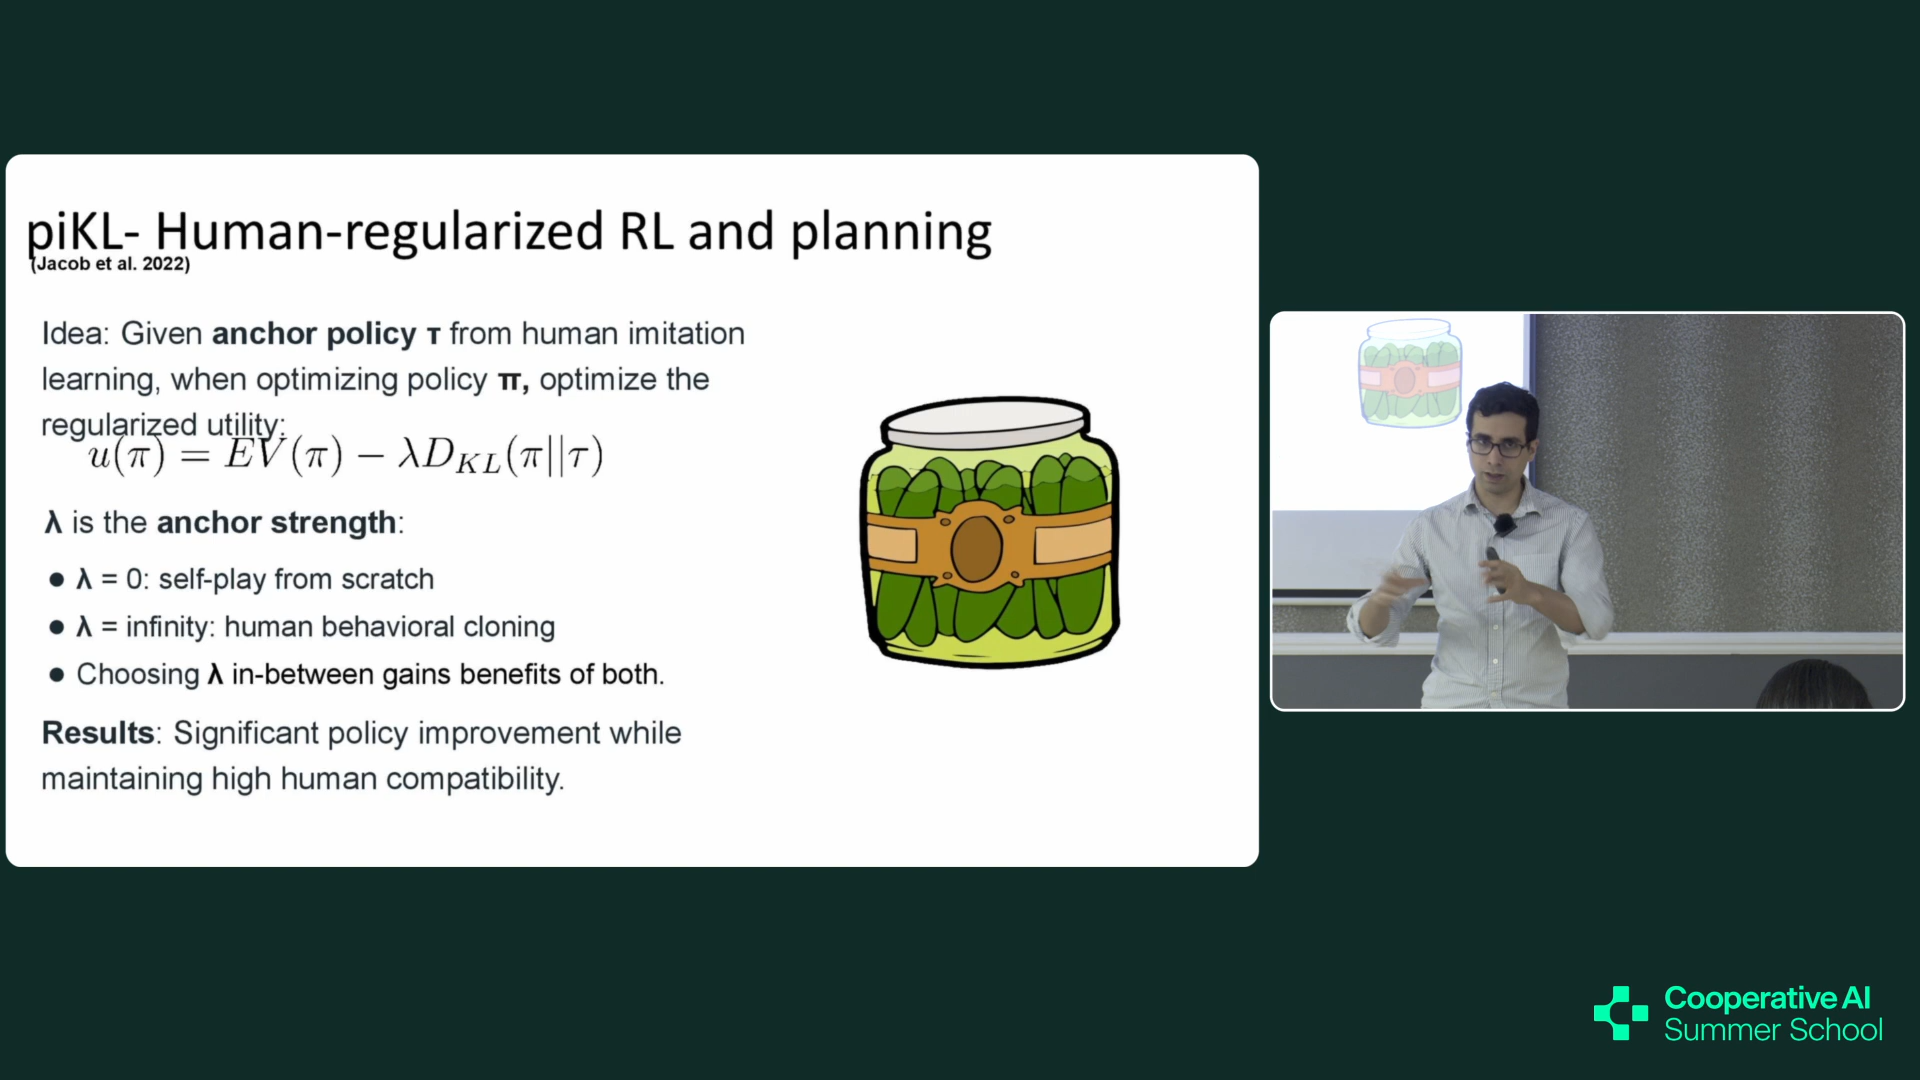 piKL- Human-regularized RL and planning
(Jacob et al. 2022)
Idea: Given anchor policy τ from human imitation
learning, when optimizing policy π, optimize the
regularized utility:
u(π) = EV(π) − λD_{KL}(π||τ)
λ is the anchor strength:
● λ = 0: self-play from scratch
● λ = infinity: human behavioral cloning
● Choosing λ in-between gains benefits of both.
Results: Significant policy improvement while
maintaining high human compatibility.
Cooperative AI
Summer School